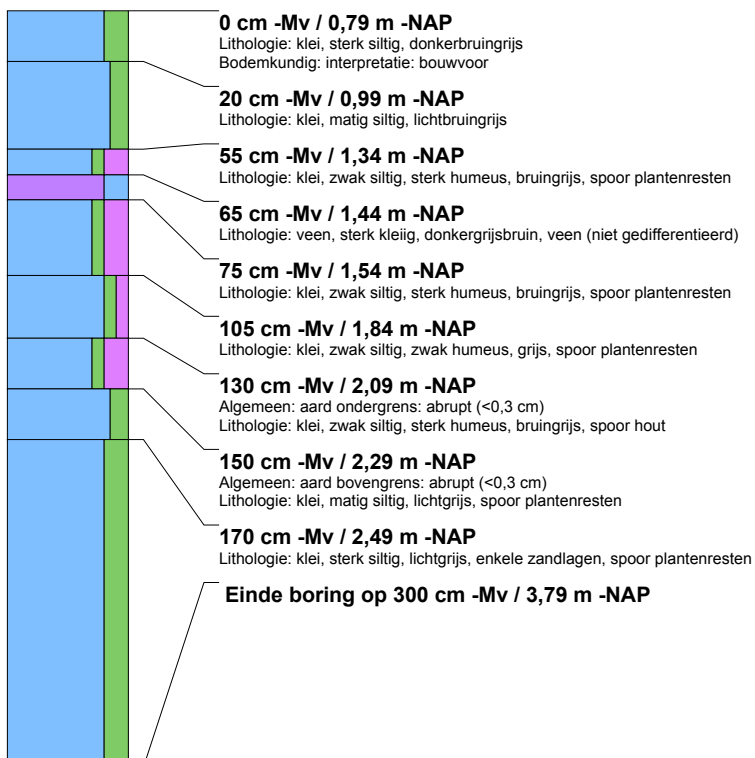 0 cm -Mv / 0,79 m -NAP
Lithologie: klei, sterk siltig, donkerbruingrijs
Bodemkundig: interpretatie: bouwvoor
20 cm -Mv / 0,99 m -NAP
Lithologie: klei, matig siltig, lichtbruingrijs
55 cm -Mv / 1,34 m -NAP
Lithologie: klei, zwak siltig, sterk humeus, bruingrijs, spoor plantenresten
65 cm -Mv / 1,44 m -NAP
Lithologie: veen, sterk kleiig, donkergrijsbruin, veen (niet gedifferentieerd)
75 cm -Mv / 1,54 m -NAP
Lithologie: klei, zwak siltig, sterk humeus, bruingrijs, spoor plantenresten
105 cm -Mv / 1,84 m -NAP
Lithologie: klei, zwak siltig, zwak humeus, grijs, spoor plantenresten
130 cm -Mv / 2,09 m -NAP
Algemeen: aard ondergrens: abrupt (<0,3 cm)
Lithologie: klei, zwak siltig, sterk humeus, bruingrijs, spoor hout
150 cm -Mv / 2,29 m -NAP
Algemeen: aard bovengrens: abrupt (<0,3 cm)
Lithologie: klei, matig siltig, lichtgrijs, spoor plantenresten
170 cm -Mv / 2,49 m -NAP
Lithologie: klei, sterk siltig, lichtgrijs, enkele zandlagen, spoor plantenresten
Einde boring op 300 cm -Mv / 3,79 m -NAP